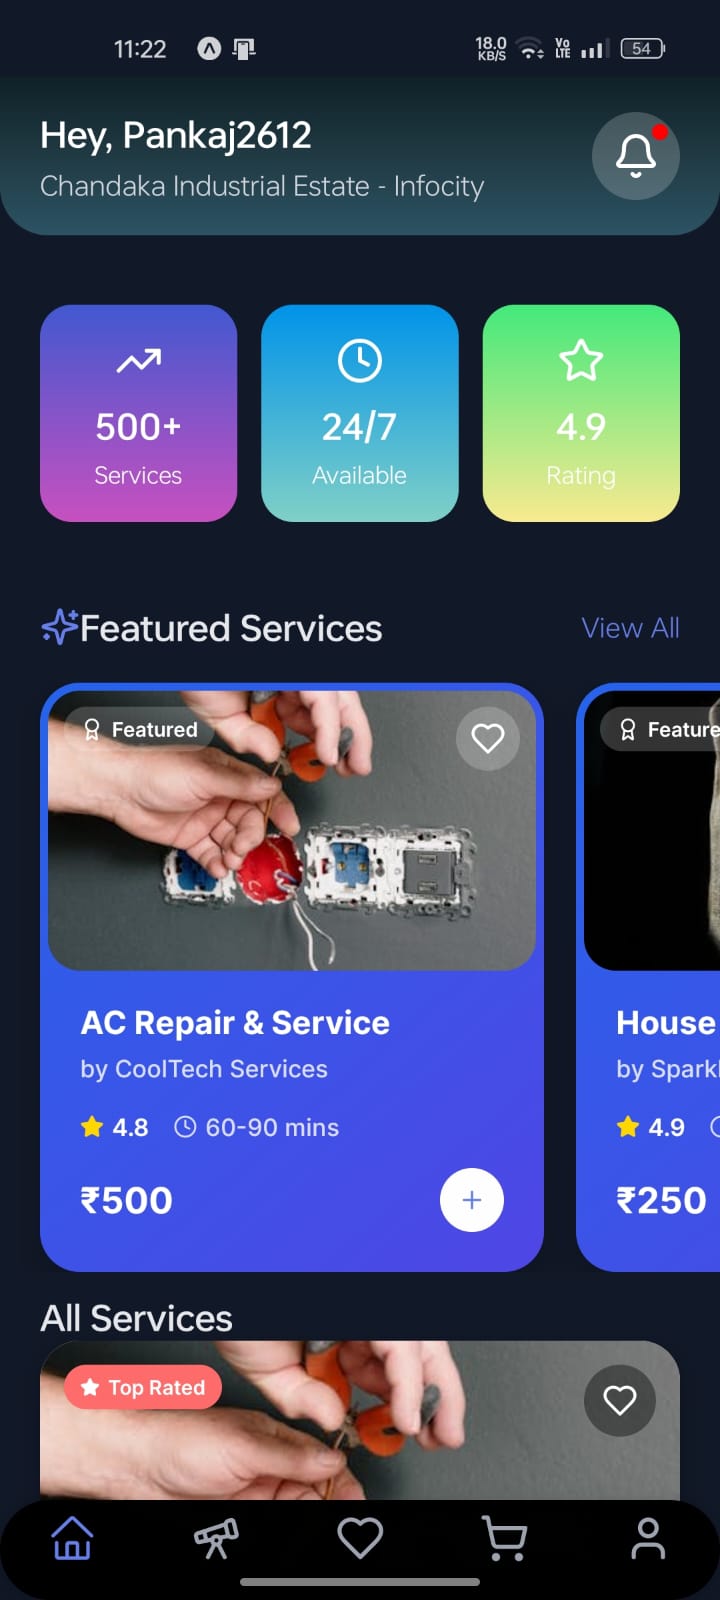 11:22
18.0 KB/S
Vo LTE
54
Hey, Pankaj2612
Chandaka Industrial Estate - Infocity
500+
24/7
4.9
Services
Available
Rating
Featured Services
View All
Featured
Feature
AC Repair & Service
House
by CoolTech Services
by Spark
4.8
60-90 mins
4.9
₹500
+
₹250
All Services
Top Rated